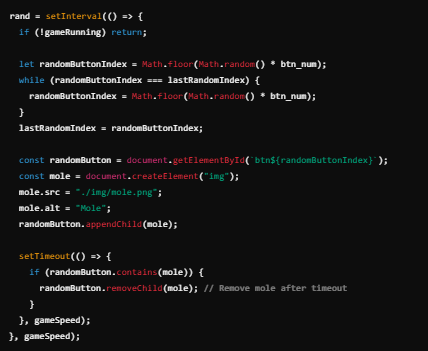 rand = setInterval(() => {
  if (!gameRunning) return;

  let randomButtonIndex = Math.floor(Math.random() * btn_num);
  while (randomButtonIndex === lastRandomIndex) {
    randomButtonIndex = Math.floor(Math.random() * btn_num);
  }
  lastRandomIndex = randomButtonIndex;

  const randomButton = document.getElementById(`btn${randomButtonIndex}`);
  const mole = document.createElement("img");
  mole.src = "./img/mole.png";
  mole.alt = "Mole";
  randomButton.appendChild(mole);

  setTimeout(() => {
    if (randomButton.contains(mole)) {
      randomButton.removeChild(mole); // Remove mole after timeout
    }
  }, gameSpeed);
}, gameSpeed);